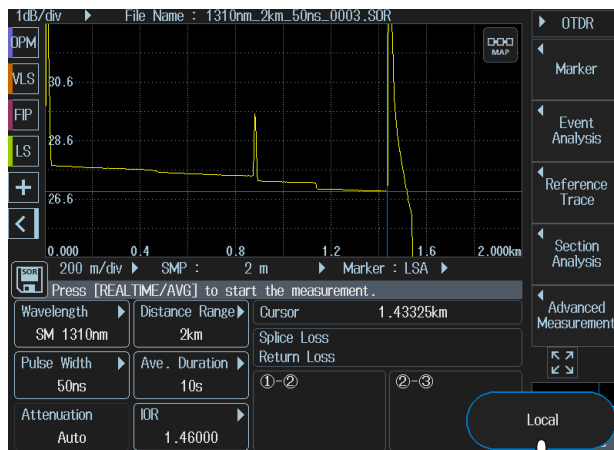 1dB/div ▶ File Name : 1310nm_2km_50ns_0003.SOR
▶ OTDR
OPM
MAP
Marker
VLS
30.6
FIP
Event
Analysis
28.6
LS
+
Reference
Trace
26.6
<
Section
Analysis
0.000 0.4 0.8 1.2 1.6 2.000km
SOR
200 m/div ▶ SMP : 2 m ▶ Marker : LSA ▶
Press [REALTIME/AVG] to start the measurement.
Advanced
Measurement
Wavelength ▶ Distance Range▶ Cursor 1.43325km
SM 1310nm 2km
Splice Loss
Pulse Width ▶ Ave. Duration ▶ Return Loss
50ns 10s
①-② ②-③
Attenuation IOR ▶
Auto 1.46000
Local